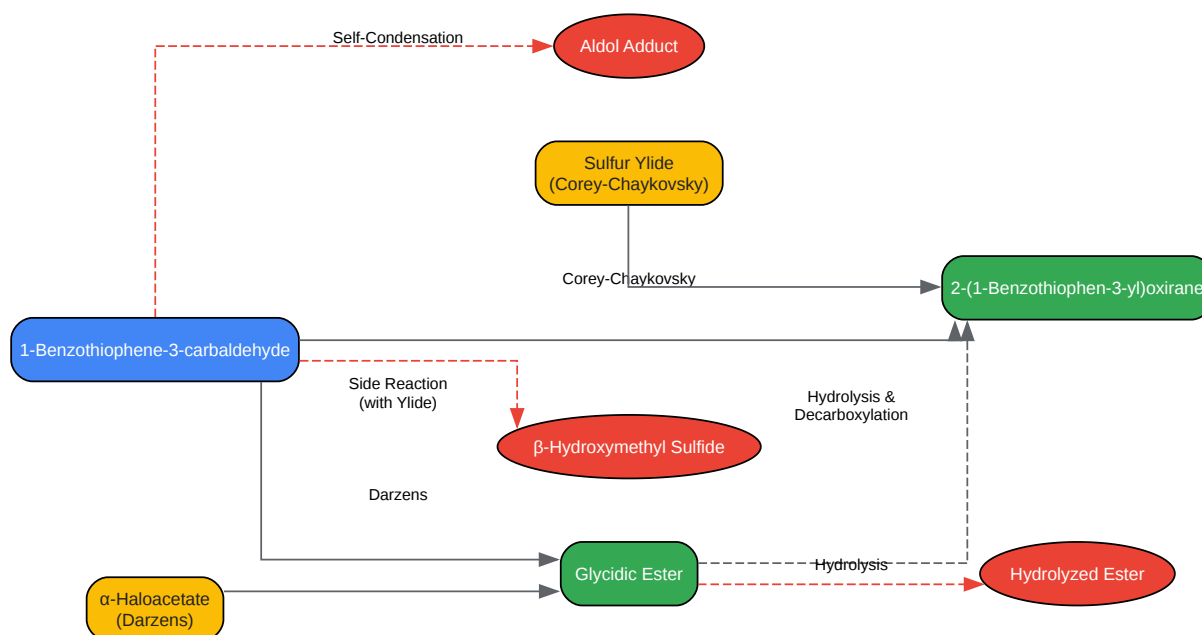 Self-Condensation
Aldol Adduct
Sulfur Ylide
(Corey-Chaykovsky)
Corey-Chaykovsky
2-(1-Benzothiophen-3-yl)oxirane
1-Benzothiophene-3-carbaldehyde
Side Reaction
(with Ylide)
Hydrolysis &
Decarboxylation
β-Hydroxymethyl Sulfide
Darzens
Glycidic Ester
Hydrolysis
Hydrolyzed Ester
α-Haloacetate
(Darzens)